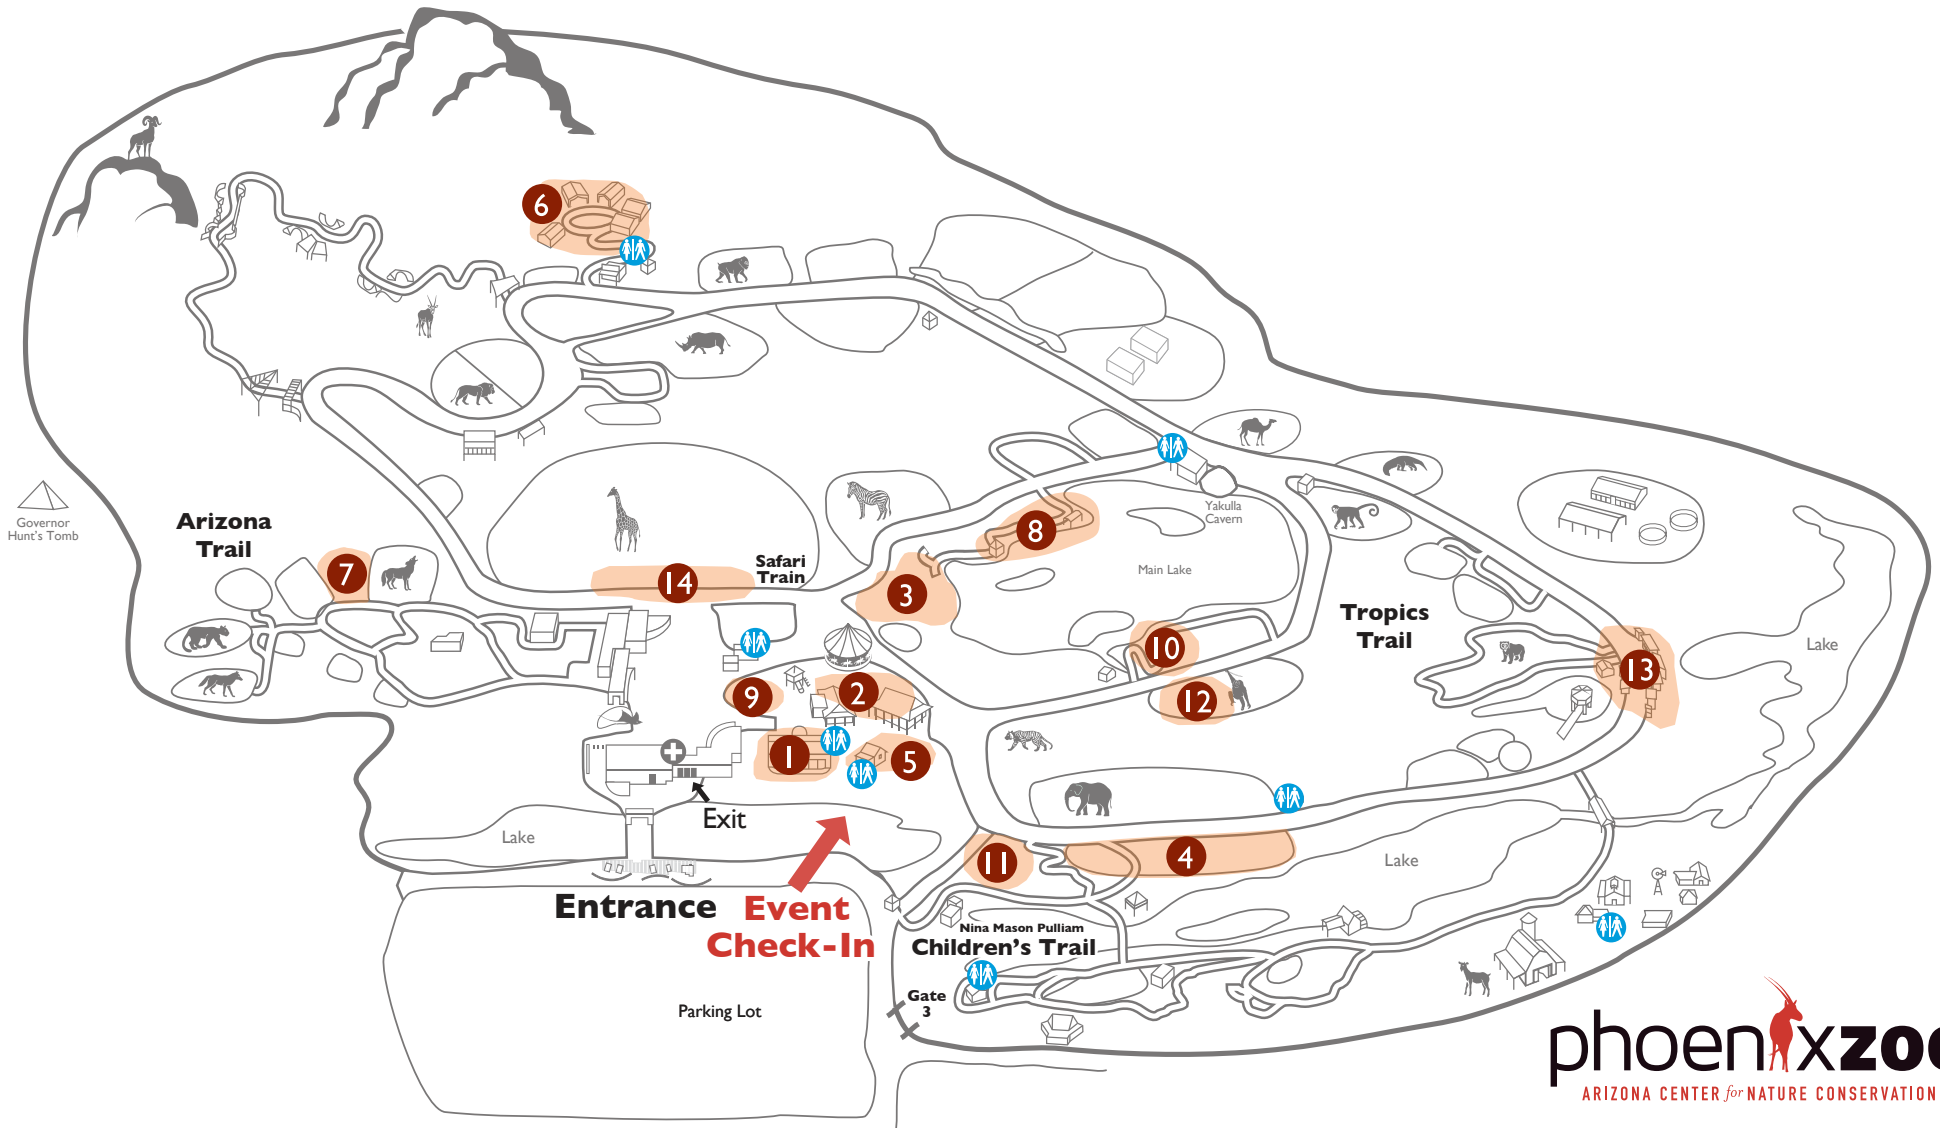 6
Governor
Hunt's Tomb
Arizona
Trail
7
14
Safari
Train
3
8
Yakulla
Cavern
Main Lake
Tropics
Trail
Lake
10
13
9
2
12
1
5
Exit
Lake
11
4
Lake
Entrance
Event
Check-In
Nina Mason Pulliam
Children's Trail
Gate
3
Parking Lot
phoenixzoo
ARIZONA CENTER for NATURE CONSERVATION